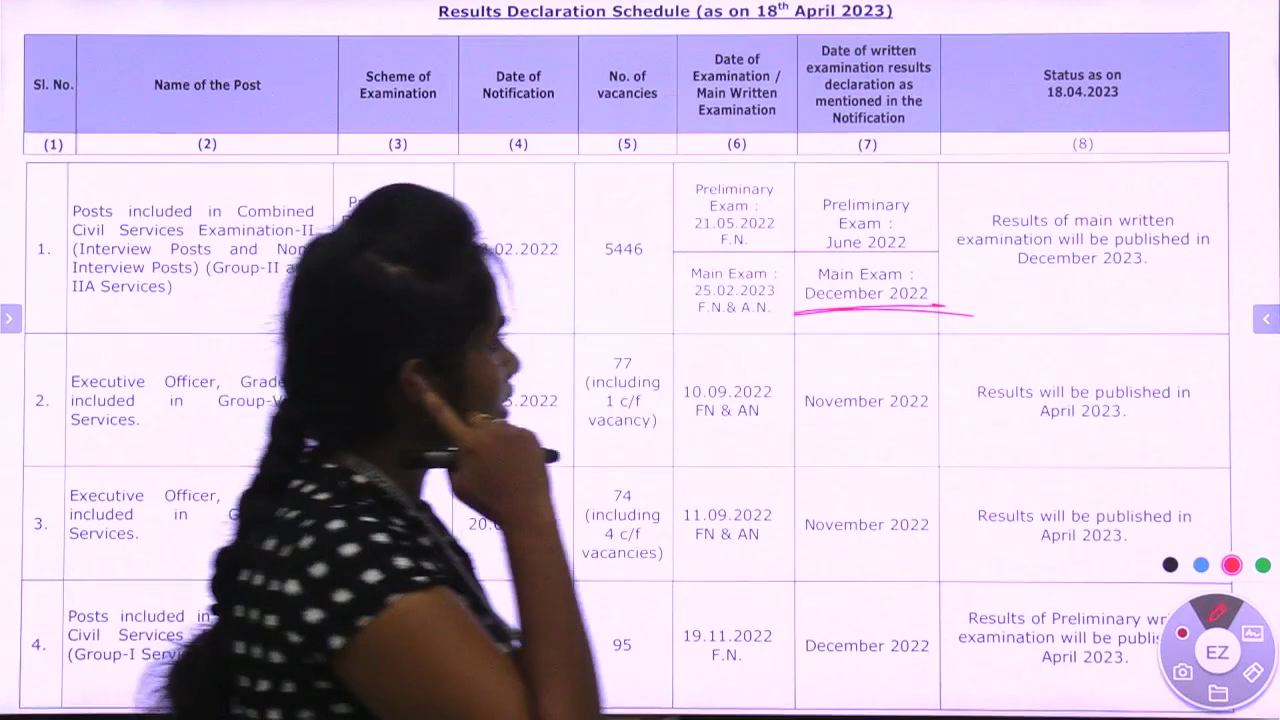 Results Declaration Schedule (as on 18th April 2023)
Sl. No.
Name of the Post
Scheme of
Examination
Date of
Notification
No. of
vacancies
Date of
Examination /
Main Written
Examination
Date of written
examination results
declaration as
mentioned in the
Notification
Status as on
18.04.2023
(1)
(2)
(3)
(4)
(5)
(6)
(7)
(8)
1.
Posts included in Combined
Civil Services Examination-II
(Interview Posts and Non
Interview Posts) (Group-II
IIA Services)
.02.2022
5446
Preliminary
Exam :
21.05.2022
F.N.
Main Exam :
25.02.2023
F.N.& A.N.
Preliminary
Exam :
June 2022
Main Exam :
December 2022
Results of main written
examination will be published in
December 2023.
2.
Executive Officer, Grade
included in
Services.
.2022
77
(including
1 c/f
vacancy)
10.09.2022
FN & AN
November 2022
Results will be published in
April 2023.
3.
Executive Officer,
included in
Services.
20.
74
(including
4 c/f
vacancies)
11.09.2022
FN & AN
November 2022
Results will be published in
April 2023.
4.
Posts included in
Civil Services
(Group-I
95
19.11.2022
F.N.
December 2022
Results of Preliminary
examination will be
April 2023.
EZ